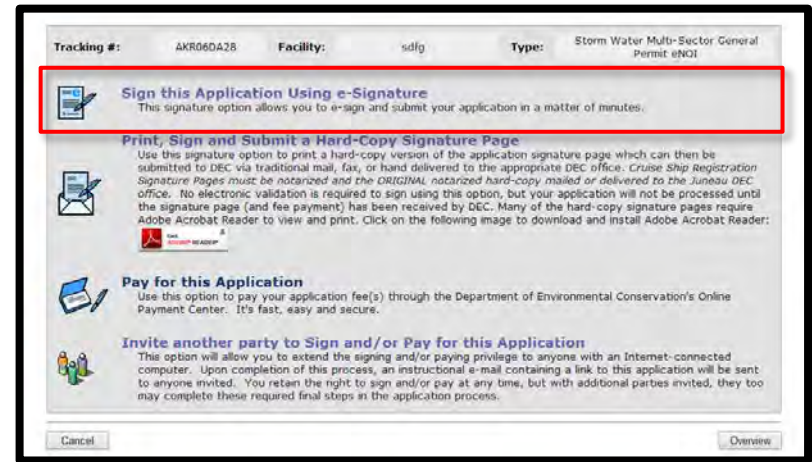 Tracking #: AKR06DA28 Facility: sdfg Type: Storm Water Multi-Sector General
Permit eNOI
Sign this Application Using e-Signature
This signature option allows you to e-sign and submit your application in a matter of minutes.
Print, Sign and Submit a Hard-Copy Signature Page
Use this signature option to print a hard-copy version of the application signature page which can then be
submitted to DEC via traditional mail, fax, or hand delivered to the appropriate DEC office. Cruise Ship Registration
Signature Pages must be notarized and the ORIGINAL notarized hard-copy mailed or delivered to the Juneau DEC
office. No electronic validation is required to sign using this option, but your application will not be processed until
the signature page (and fee payment) has been received by DEC. Many of the hard-copy signature pages require
Adobe Acrobat Reader to view and print. Click on the following image to download and install Adobe Acrobat Reader:
ADOBE® READER®
Pay for this Application
Use this option to pay your application fee(s) through the Department of Environmental Conservation's Online
Payment Center. It's fast, easy and secure.
Invite another party to Sign and/or Pay for this Application
This option will allow you to extend the signing and/or paying privilege to anyone with an Internet-connected
computer. Upon completion of this process, an instructional e-mail containing a link to this application will be sent
to anyone invited. You retain the right to sign and/or pay at any time, but with additional parties invited, they too
may complete these required final steps in the application process.
Cancel Overview